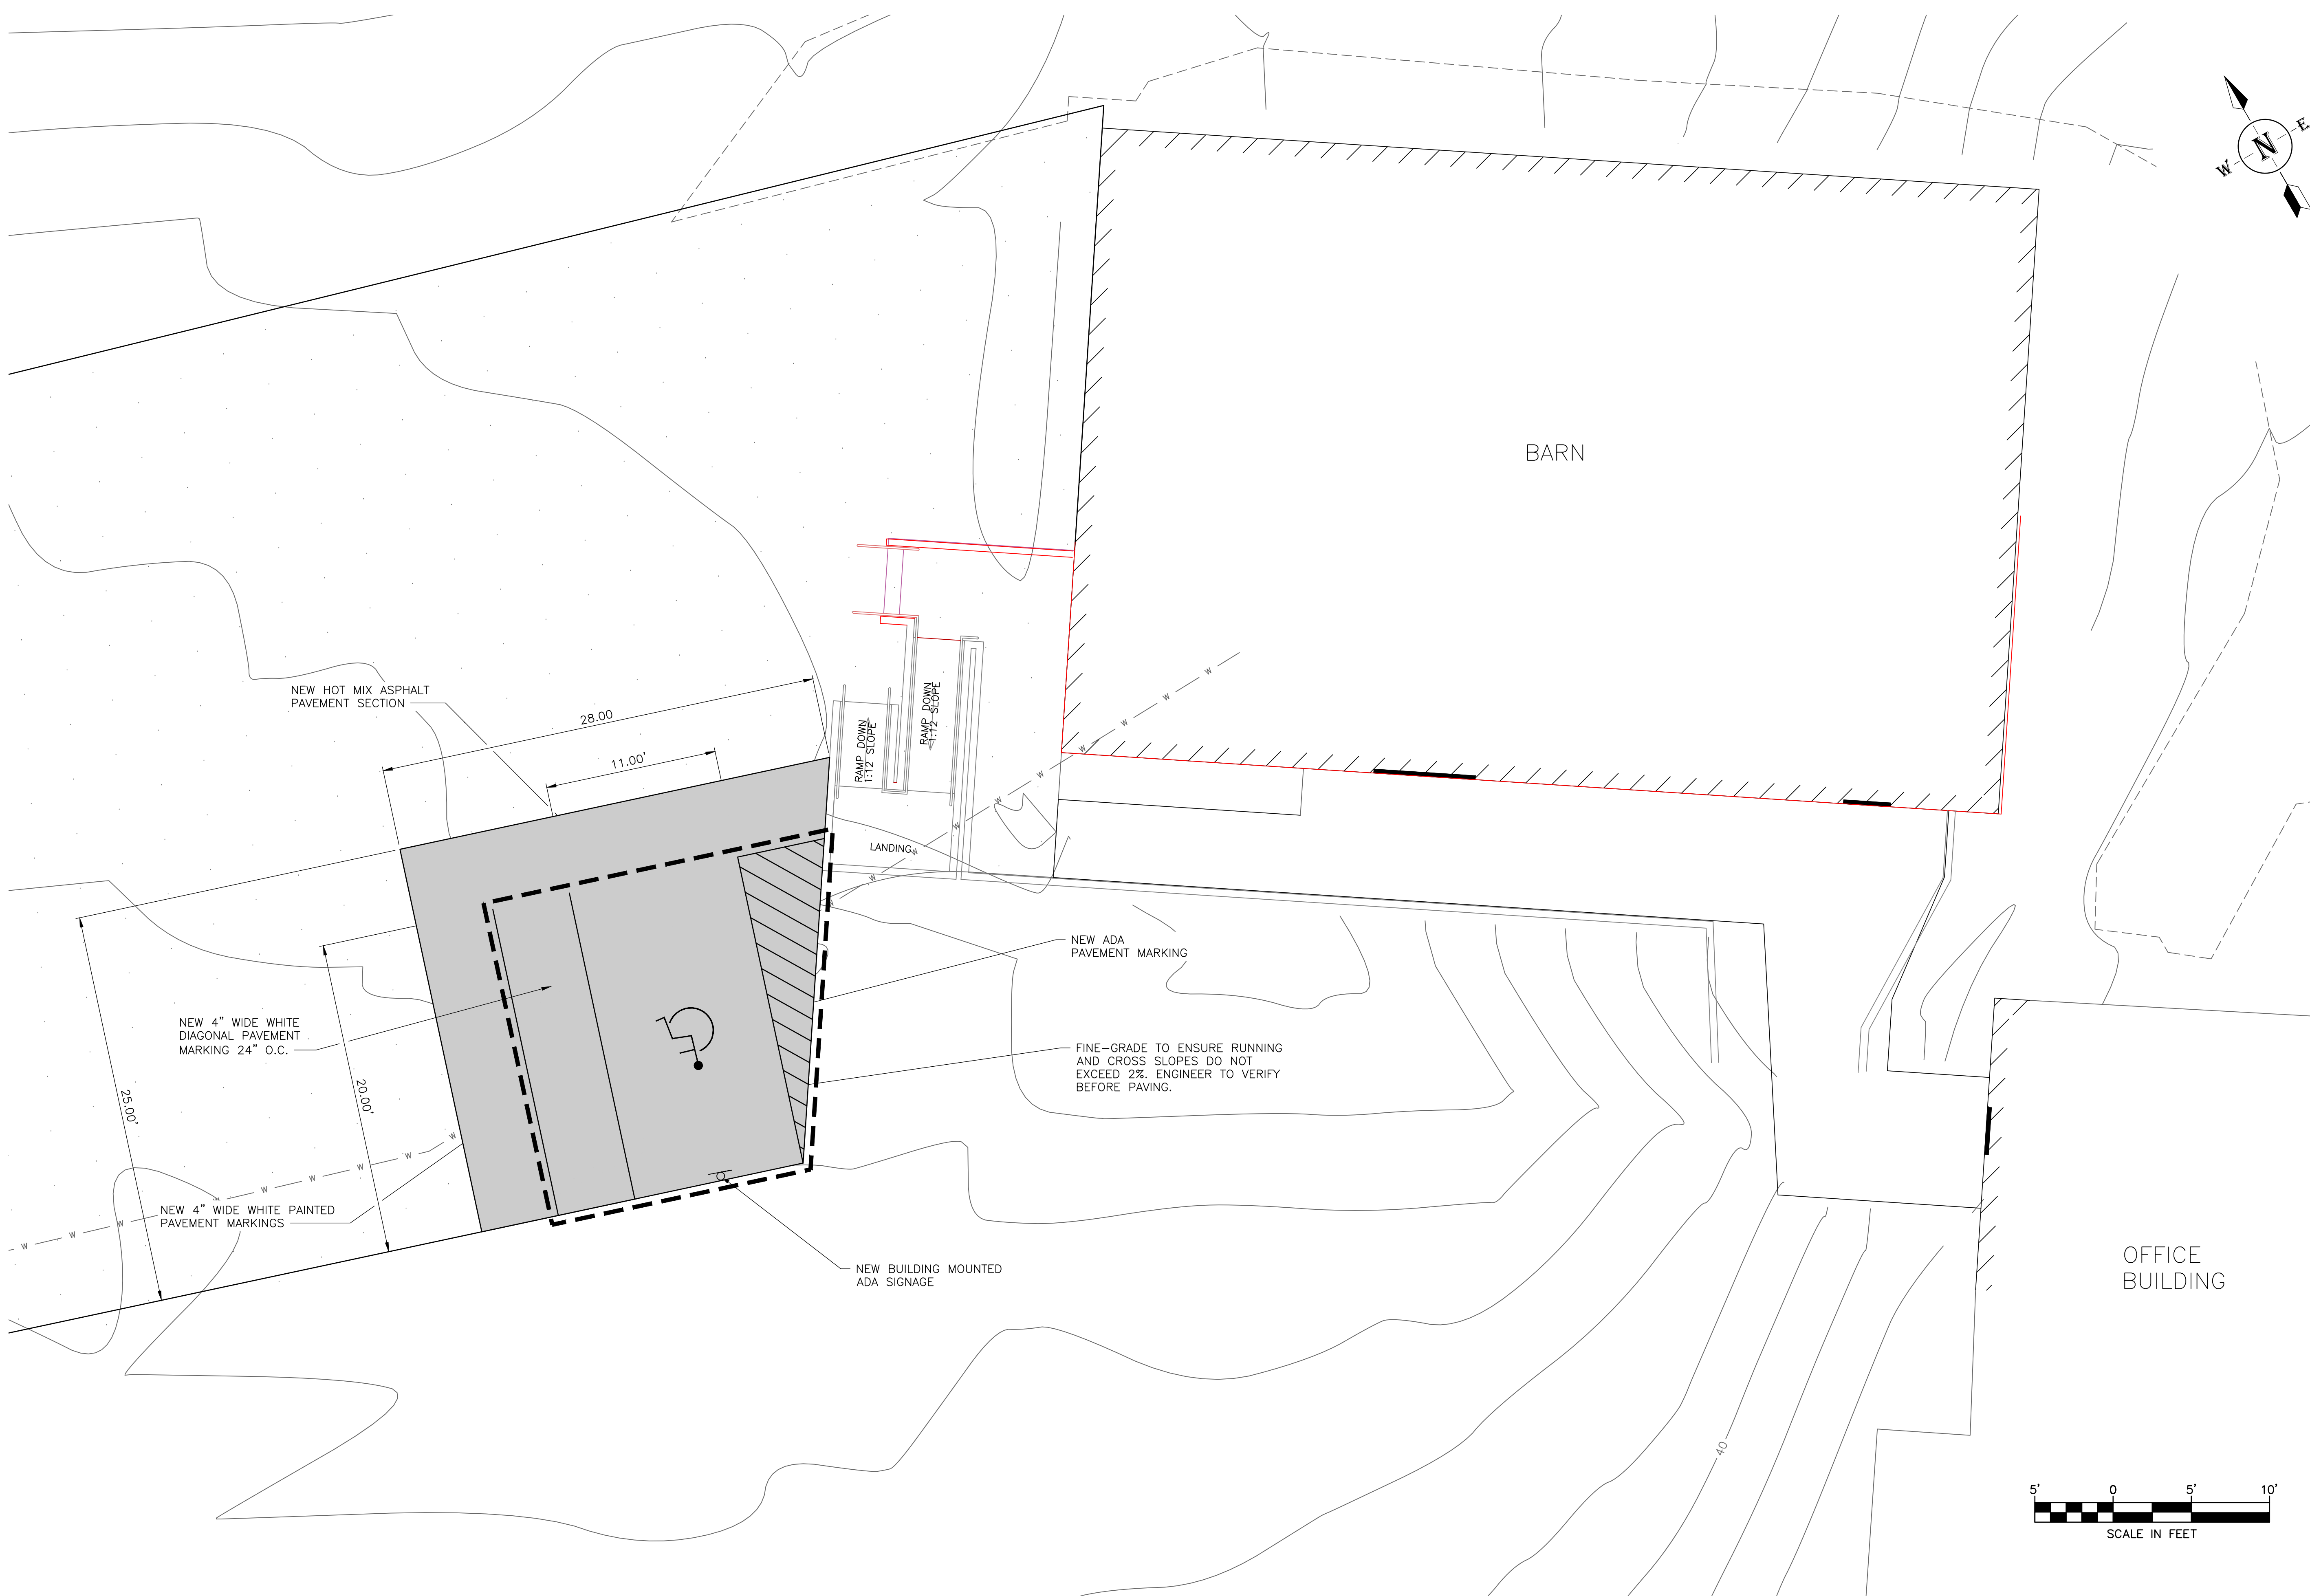 N
E
W
BARN
NEW HOT MIX ASPHALT
PAVEMENT SECTION
28.00
11.00'
RAMP DOWN
1:12 SLOPE
RAMP DOWN
1:12 SLOPE
W
W
W
W
W
W
W
W
W
W
LANDING
NEW ADA
PAVEMENT MARKING
NEW 4" WIDE WHITE
DIAGONAL PAVEMENT
MARKING 24" O.C.
FINE-GRADE TO ENSURE RUNNING
AND CROSS SLOPES DO NOT
EXCEED 2%. ENGINEER TO VERIFY
BEFORE PAVING.
25.00'
20.00'
W
W
W
W
W
W
W
W
W
NEW 4" WIDE WHITE PAINTED
PAVEMENT MARKINGS
NEW BUILDING MOUNTED
ADA SIGNAGE
OFFICE
BUILDING
40
5'
0
5'
10'
SCALE IN FEET